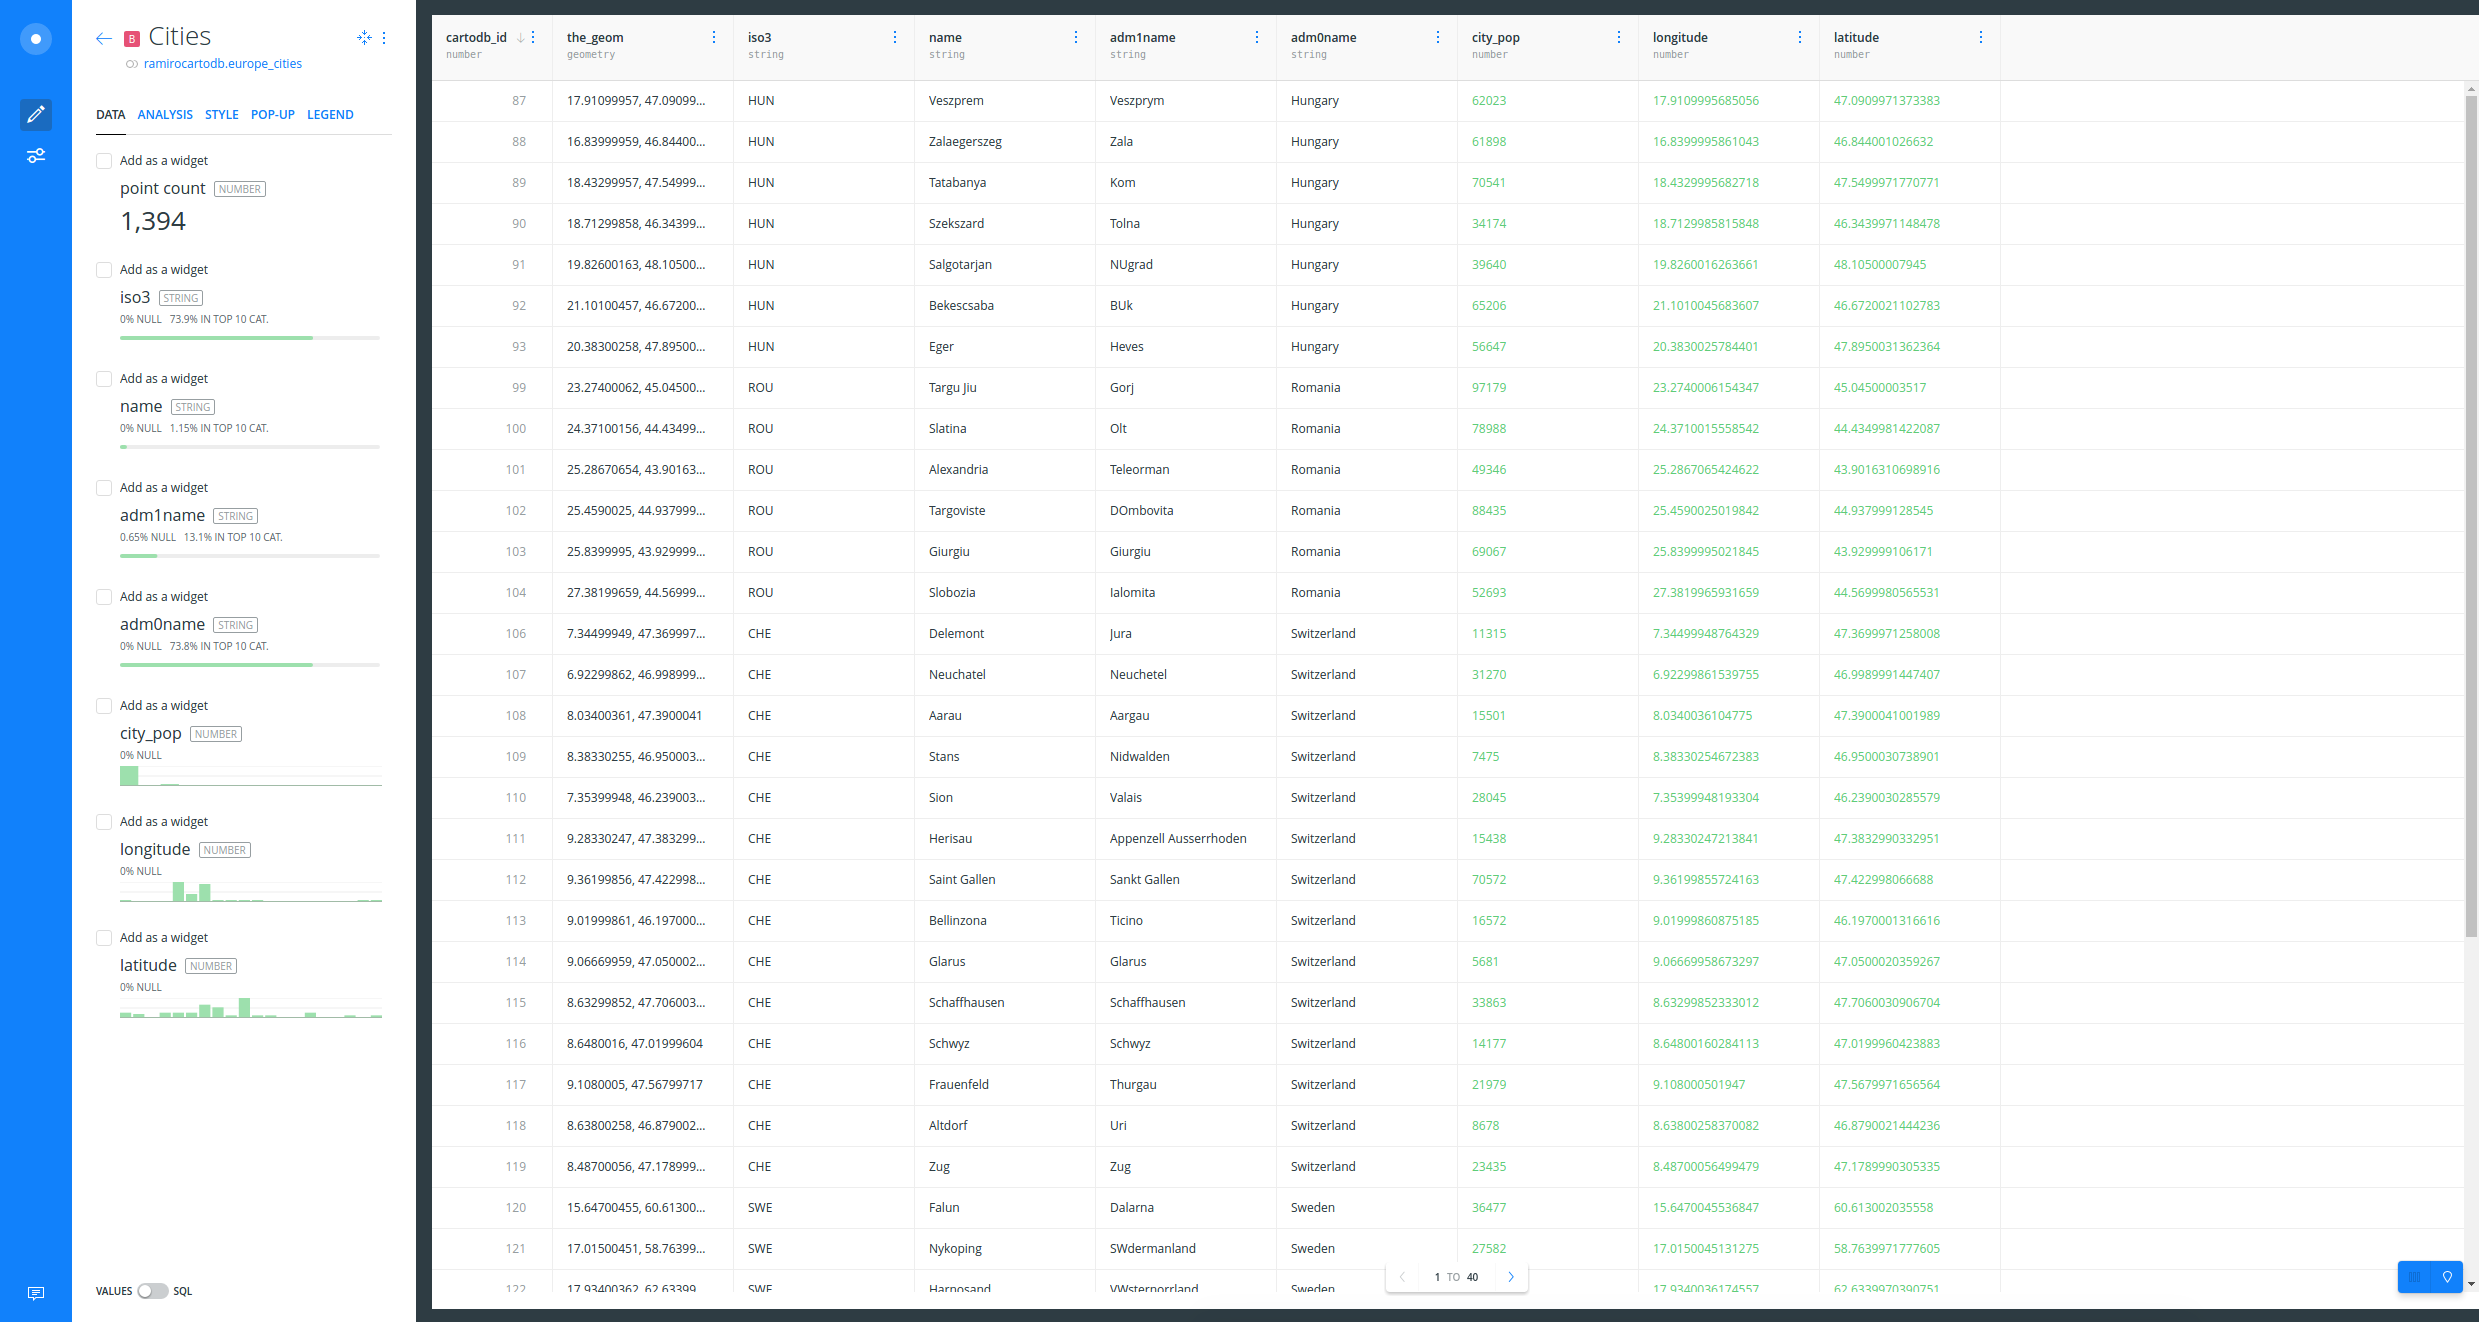 B Cities
ramirocartodb.europe_cities
DATA ANALYSIS STYLE POP-UP LEGEND
Add as a widget
point count NUMBER
1,394
Add as a widget
iso3 STRING
0% NULL 73.9% IN TOP 10 CAT.
Add as a widget
name STRING
0% NULL 1.15% IN TOP 10 CAT.
Add as a widget
adm1name STRING
0.65% NULL 13.1% IN TOP 10 CAT.
Add as a widget
adm0name STRING
0% NULL 73.8% IN TOP 10 CAT.
Add as a widget
city_pop NUMBER
0% NULL
Add as a widget
longitude NUMBER
0% NULL
Add as a widget
latitude NUMBER
0% NULL
VALUES SQL
cartodb_id the_geom iso3 name adm1name adm0name city_pop longitude latitude
number geometry string string string string number number number
87 17.91099957, 47.09099... HUN Veszprem Veszprym Hungary 62023 17.9109995685056 47.0909971373383
88 16.83999959, 46.84400... HUN Zalaegerszeg Zala Hungary 61898 16.8399995861043 46.844001026632
89 18.43299957, 47.54999... HUN Tatabanya Kom Hungary 70541 18.4329995682718 47.5499971770771
90 18.71299858, 46.34399... HUN Szekszard Tolna Hungary 34174 18.7129985815848 46.3439971148478
91 19.82600163, 48.10500... HUN Salgotarjan NUgrad Hungary 39640 19.8260016263661 48.10500007945
92 21.10100457, 46.67200... HUN Bekescsaba BUk Hungary 65206 21.1010045683607 46.6720021102783
93 20.38300258, 47.89500... HUN Eger Heves Hungary 56647 20.3830025784401 47.8950031362364
99 23.27400062, 45.04500... ROU Targu Jiu Gorj Romania 97179 23.2740006154347 45.04500003517
100 24.37100156, 44.43499... ROU Slatina Olt Romania 78988 24.3710015558542 44.4349981422087
101 25.28670654, 43.90163... ROU Alexandria Teleorman Romania 49346 25.2867065424622 43.9016310698916
102 25.4590025, 44.937999... ROU Targoviste DOmbovita Romania 88435 25.4590025019842 44.937999128545
103 25.8399995, 43.929999... ROU Giurgiu Giurgiu Romania 69067 25.8399995021845 43.929999106171
104 27.38199659, 44.56999... ROU Slobozia Ialomita Romania 52693 27.3819965931659 44.5699980565531
106 7.34499949, 47.369997... CHE Delemont Jura Switzerland 11315 7.34499948764329 47.3699971258008
107 6.92299862, 46.998999... CHE Neuchatel Neuchetel Switzerland 31270 6.92299861539755 46.9989991447407
108 8.03400361, 47.3900041 CHE Aarau Aargau Switzerland 15501 8.0340036104775 47.3900041001989
109 8.38330255, 46.950003... CHE Stans Nidwalden Switzerland 7475 8.38330254672383 46.9500030738901
110 7.35399948, 46.239003... CHE Sion Valais Switzerland 28045 7.35399948193304 46.2390030285579
111 9.28330247, 47.383299... CHE Herisau Appenzell Ausserrhoden Switzerland 15438 9.28330247213841 47.3832990332951
112 9.36199856, 47.422998... CHE Saint Gallen Sankt Gallen Switzerland 70572 9.36199855724163 47.422998066688
113 9.01999861, 46.197000... CHE Bellinzona Ticino Switzerland 16572 9.01999860875185 46.1970001316616
114 9.06669959, 47.050002... CHE Glarus Glarus Switzerland 5681 9.06669958673297 47.0500020359267
115 8.63299852, 47.706003... CHE Schaffhausen Schaffhausen Switzerland 33863 8.63299852333012 47.7060030906704
116 8.6480016, 47.01999604 CHE Schwyz Schwyz Switzerland 14177 8.64800160284113 47.0199960423883
117 9.1080005, 47.56799717 CHE Frauenfeld Thurgau Switzerland 21979 9.108000501947 47.5679971656564
118 8.63800258, 46.879002... CHE Altdorf Uri Switzerland 8678 8.63800258370082 46.8790021444236
119 8.48700056, 47.178999... CHE Zug Zug Switzerland 23435 8.48700056499479 47.1789990305335
120 15.64700455, 60.61300... SWE Falun Dalarna Sweden 36477 15.6470045536847 60.613002035558
121 17.01500451, 58.76399... SWE Nykoping SWdermanland Sweden 27582 17.0150045131275 58.7639971777605
122 17.93400362, 62.63399... SWE Harnosand VWsternorrland Sweden 17.9340036174557 62.6339970390751
1 TO 40